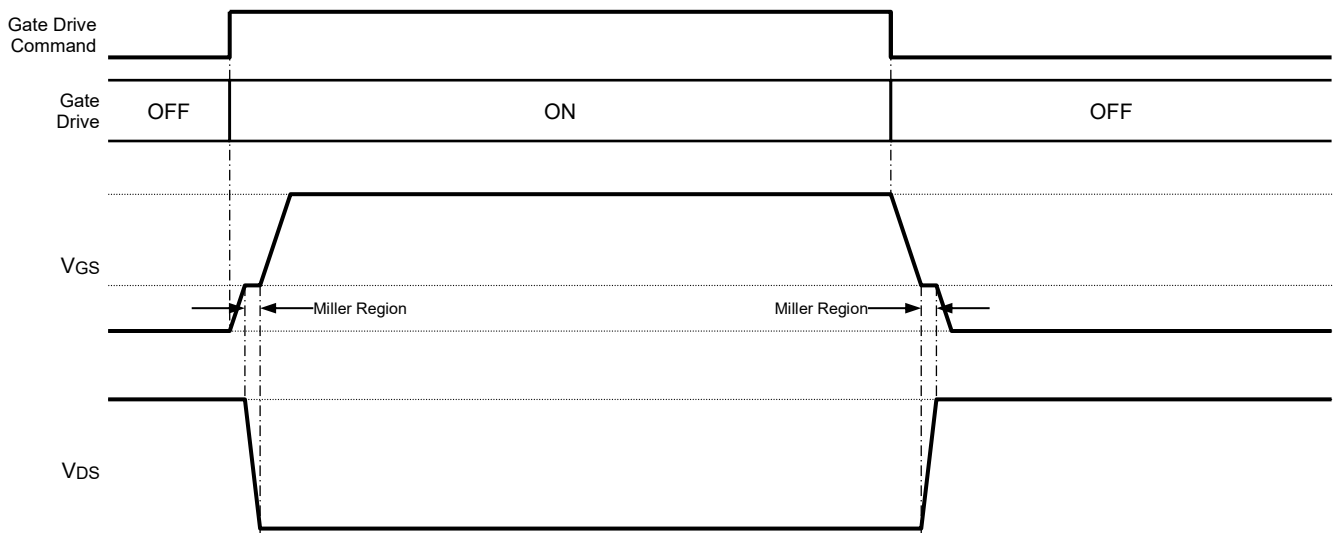 Gate Drive
Command
Gate
Drive
OFF
ON
OFF
VGS
Miller Region
Miller Region
VDS